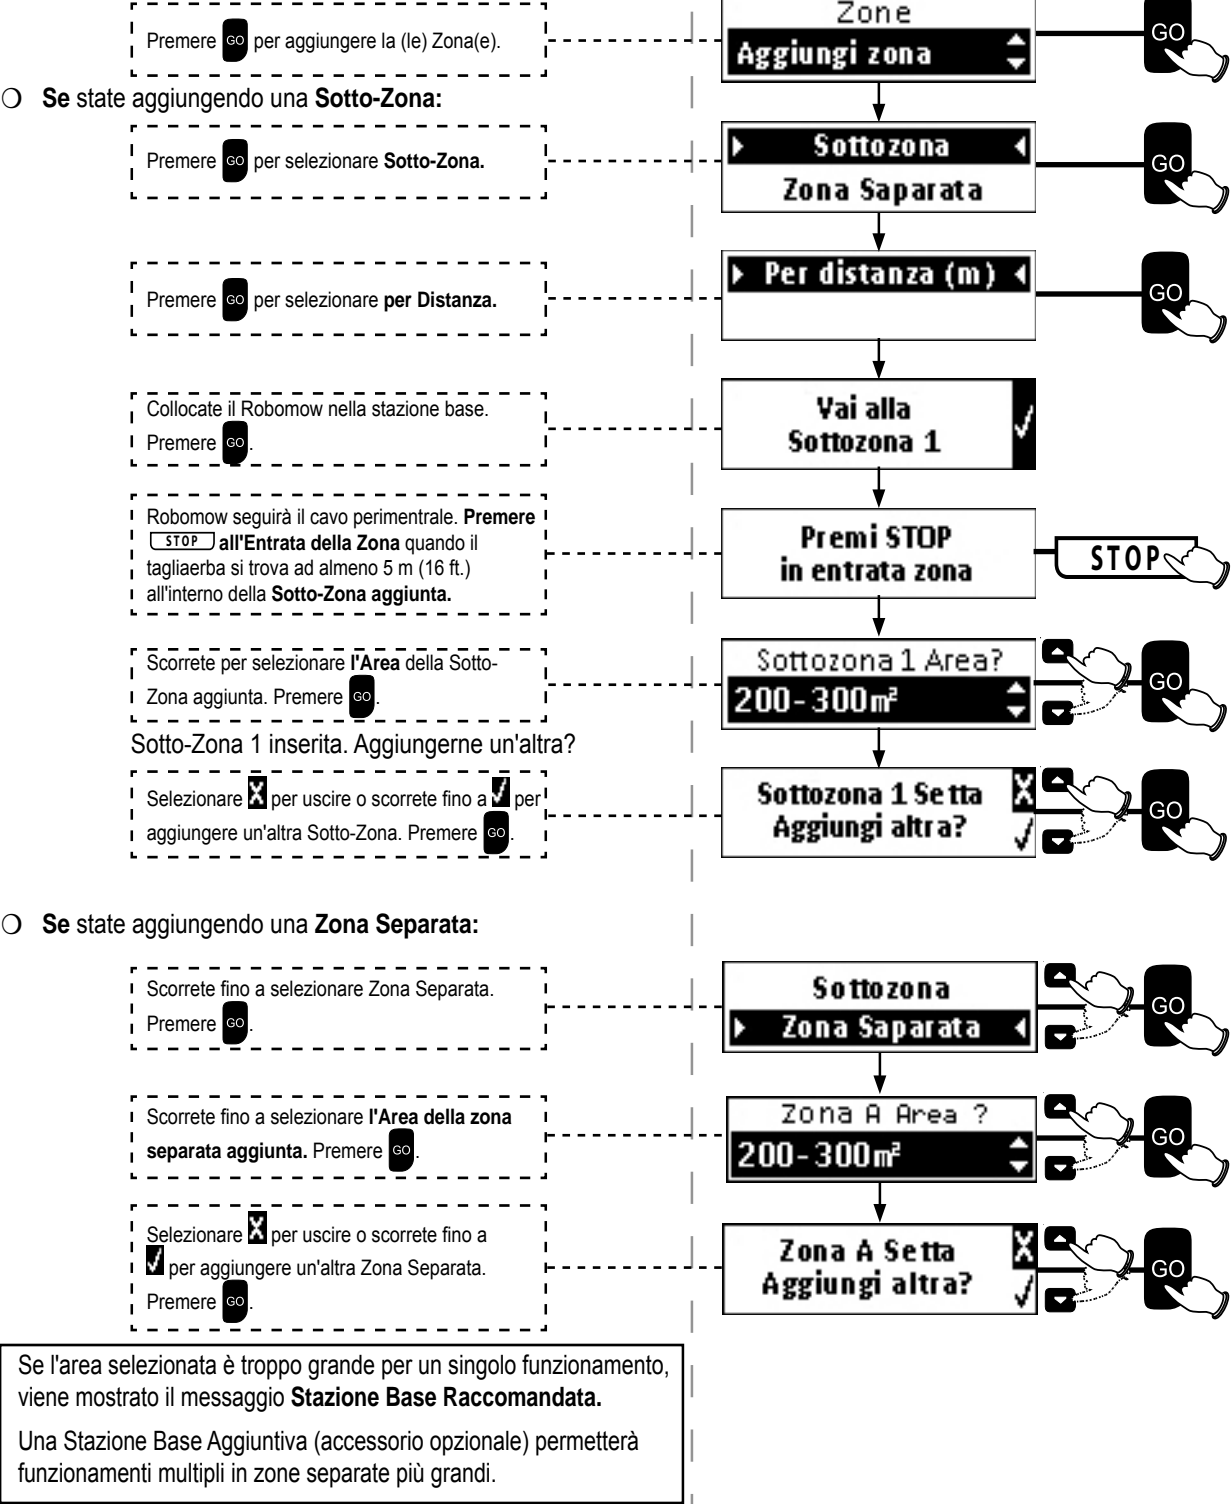 Zone
Premere GO per aggiungere la (le) Zona(e).
Aggiungi zona
GO
❍ Se state aggiungendo una Sotto-Zona:
Premere GO per selezionare Sotto-Zona.
Sottozona
Zona Saparata
GO
Premere GO per selezionare per Distanza.
Per distanza (m)
GO
Collocate il Robomow nella stazione base.
Premere GO.
Vai alla
Sottozona 1
Robomow seguirà il cavo perimentrale. Premere
STOP all'Entrata della Zona quando il
tagliaerba si trova ad almeno 5 m (16 ft.)
all'interno della Sotto-Zona aggiunta.
Premi STOP
in entrata zona
STOP
Scorrete per selezionare l'Area della Sotto-
Zona aggiunta. Premere GO.
Sottozona 1 Area?
200-300m²
GO
Sotto-Zona 1 inserita. Aggiungerne un'altra?
Selezionare X per uscire o scorrete fino a √ per
aggiungere un'altra Sotto-Zona. Premere GO.
Sottozona 1 Setta X
Aggiungi altra? √
GO
❍ Se state aggiungendo una Zona Separata:
Scorrete fino a selezionare Zona Separata.
Premere GO.
Sottozona
Zona Saparata
GO
Scorrete fino a selezionare l'Area della zona
separata aggiunta. Premere GO.
Zona A Area ?
200-300m²
GO
Selezionare X per uscire o scorrete fino a
√ per aggiungere un'altra Zona Separata.
Premere GO.
Zona A Setta X
Aggiungi altra? √
GO
Se l'area selezionata è troppo grande per un singolo funzionamento,
viene mostrato il messaggio Stazione Base Raccomandata.
Una Stazione Base Aggiuntiva (accessorio opzionale) permetterà
funzionamenti multipli in zone separate più grandi.